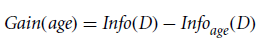 Gain(age) = Info(D) − Info_age(D)